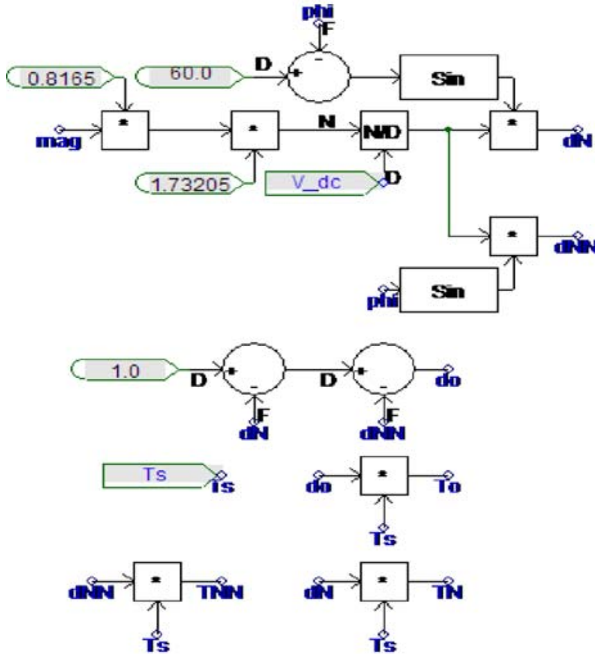 phi
F
D
-
+
60.0
Sin
0.8165
*
mag
*
N
N/D
*
dN
1.73205
V_dc
D
*
dNN
phi
Sin
1.0
D
+
-
F
dN
D
+
-
F
dNN
do
Ts
Ts
do
*
To
Ts
dNN
*
TNN
Ts
dN
*
TN
Ts